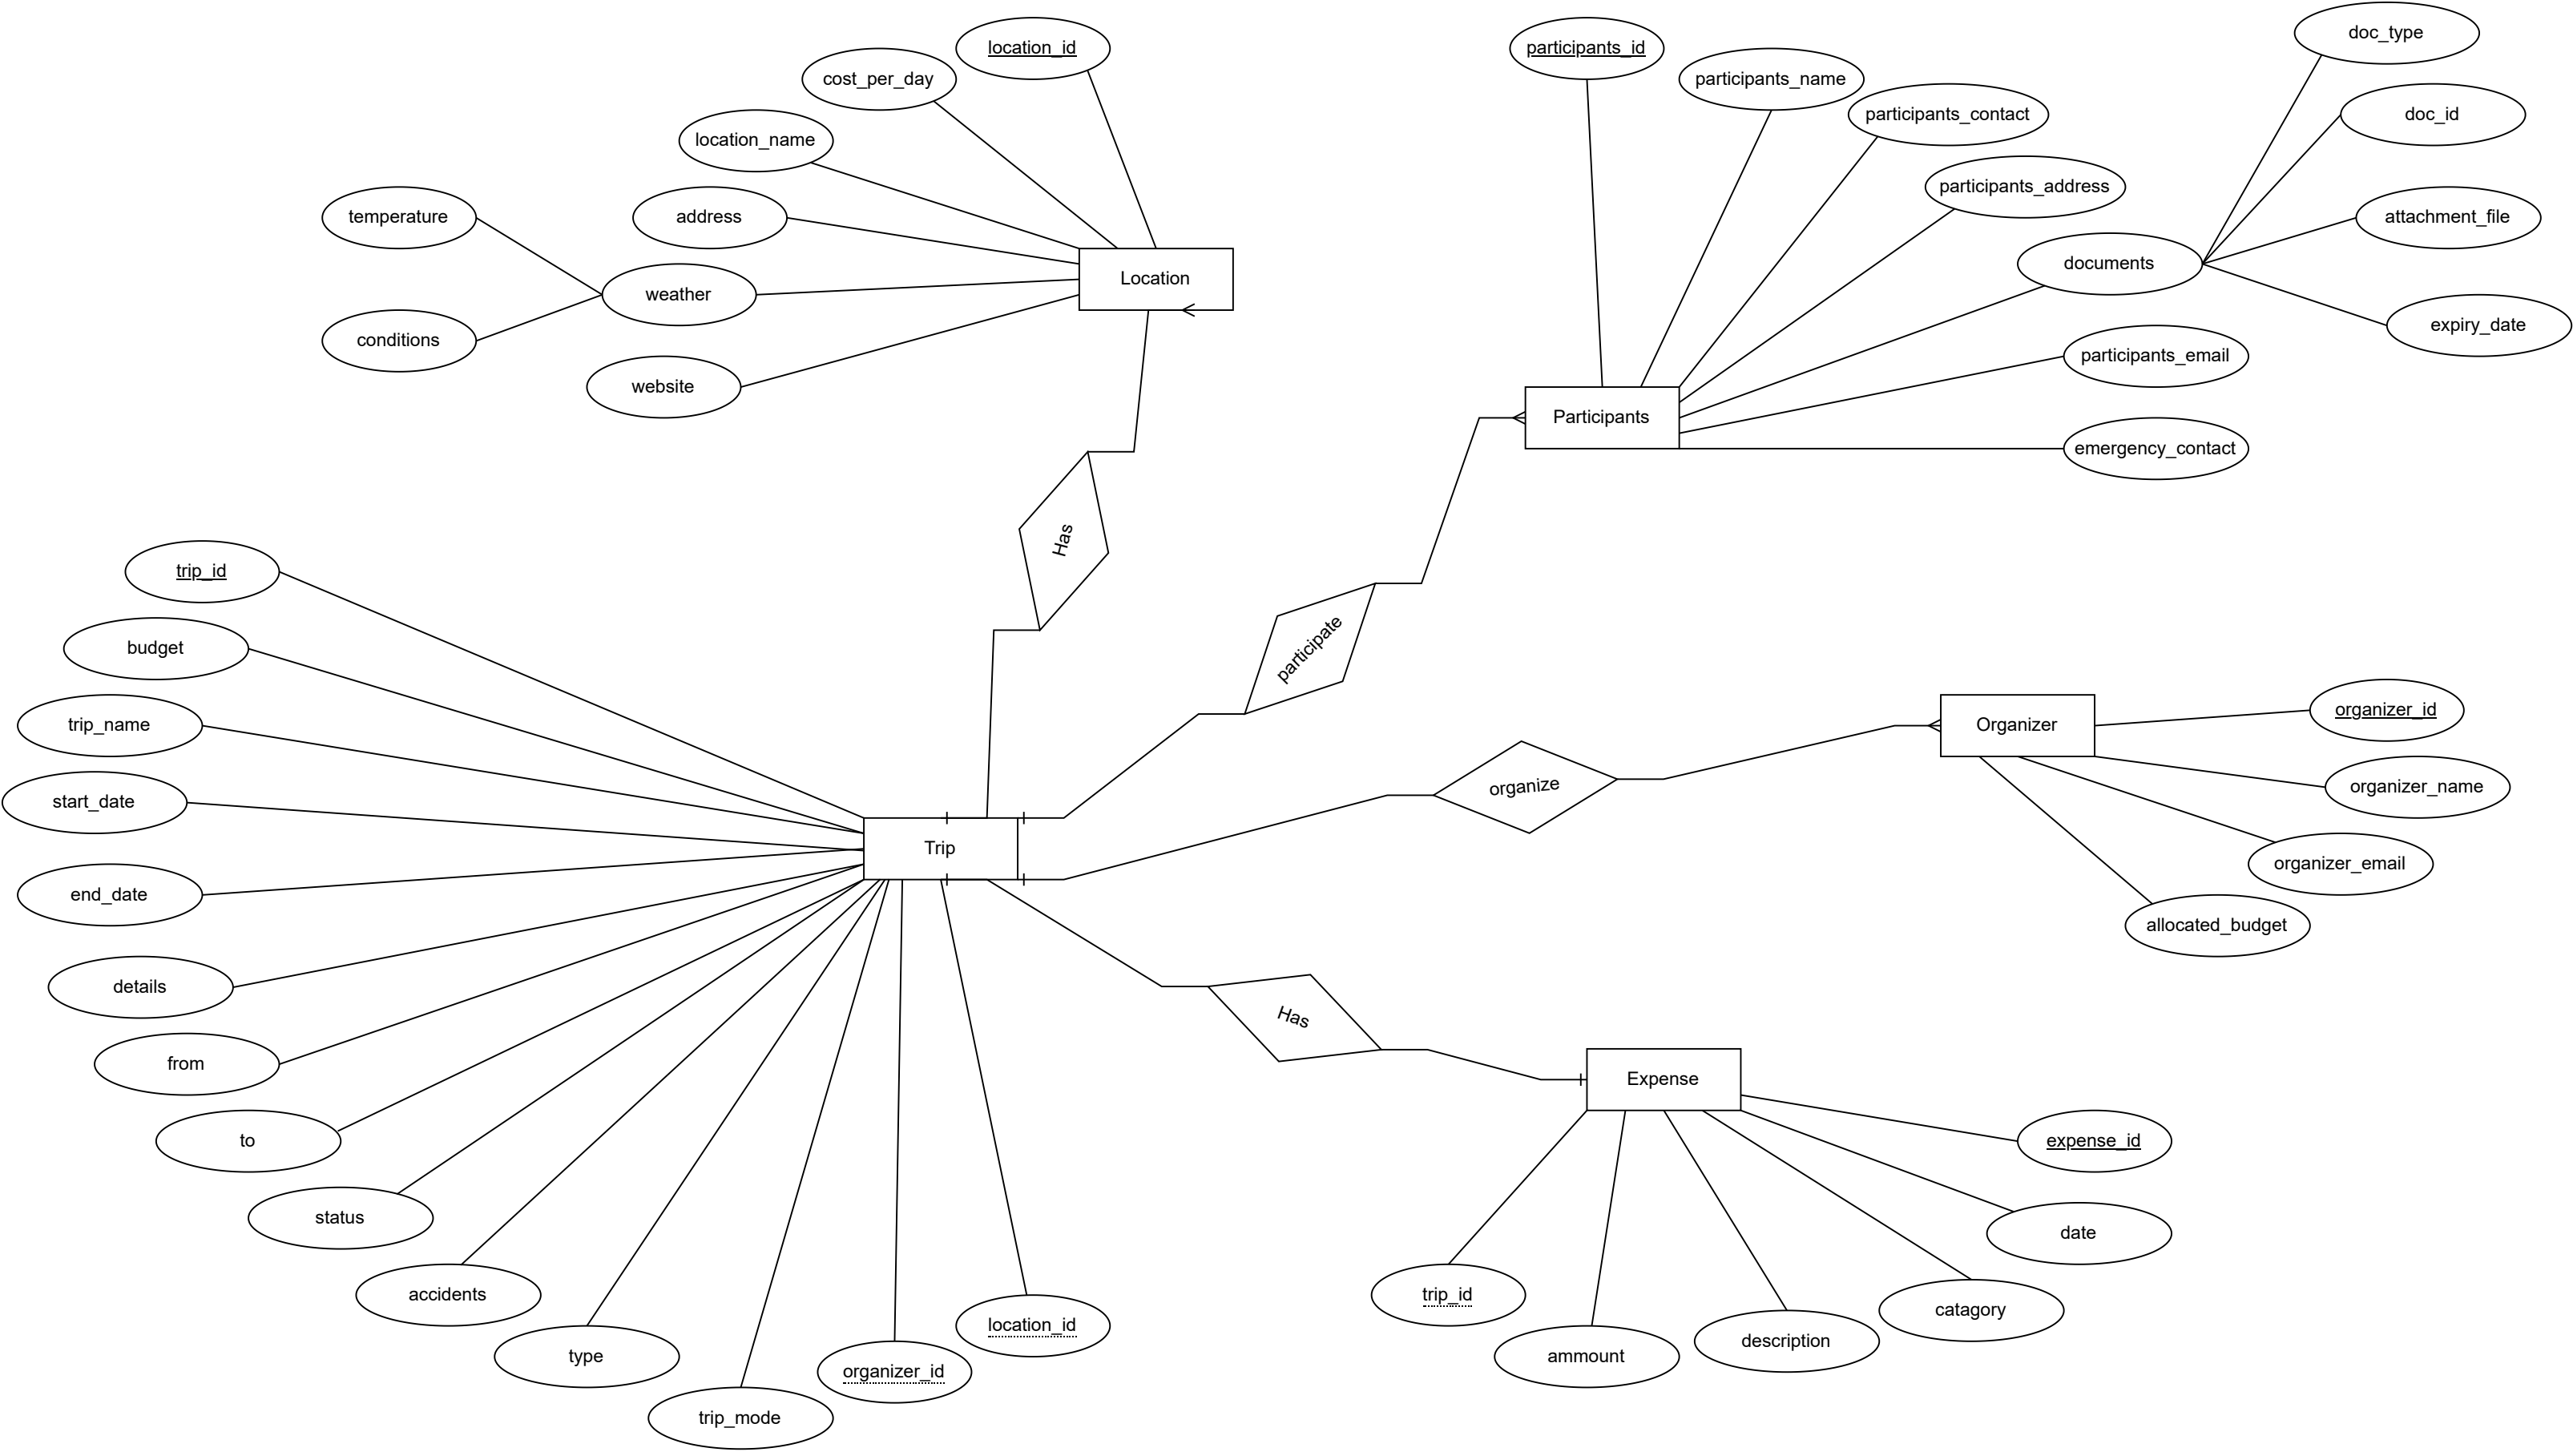 doc_type
location_id
participants_id
cost_per_day
participants_name
participants_contact
doc_id
location_name
participants_address
temperature
address
attachment_file
documents
Location
weather
expiry_date
conditions
participants_email
website
Participants
emergency_contact
Has
trip_id
budget
participate
organizer_id
trip_name
Organizer
organize
organizer_name
start_date
Trip
organizer_email
end_date
allocated_budget
details
Has
from
Expense
to
expense_id
status
date
accidents
trip_id
catagory
location_id
description
type
ammount
organizer_id
trip_mode